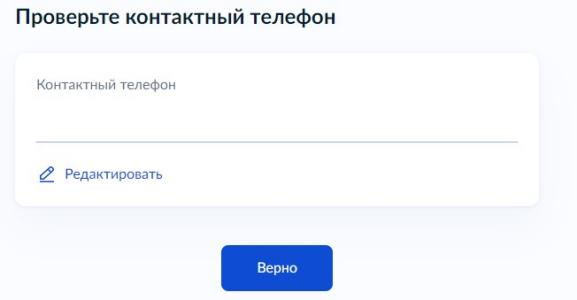 Проверьте контактный телефон
Контактный телефон
Редактировать
Верно